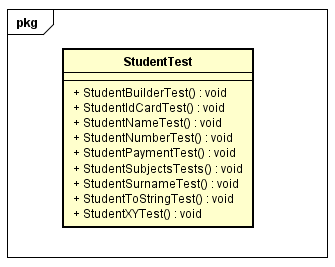 pkg
StudentTest
+ StudentBuilderTest() : void
+ StudentIdCardTest() : void
+ StudentNameTest() : void
+ StudentNumberTest() : void
+ StudentPaymentTest() : void
+ StudentSubjectsTests() : void
+ StudentSurnameTest() : void
+ StudentToStringTest() : void
+ StudentXYTest() : void